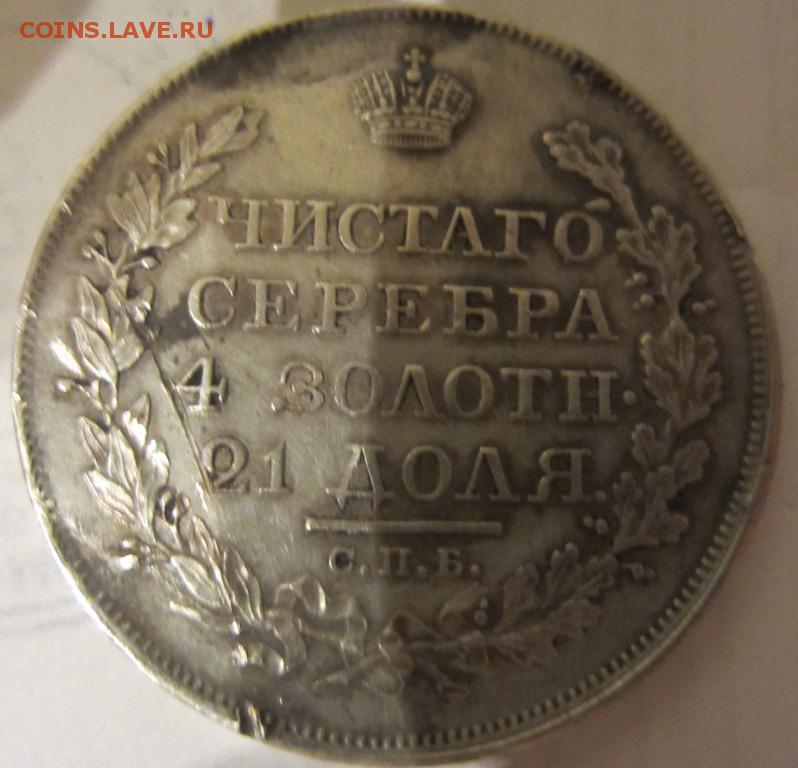 COINS.LAVE.RU
ЧИСТАГО
СЕРЕБРА
4 ЗОЛОТН.
21 ДОЛЯ.
С.П.Б.